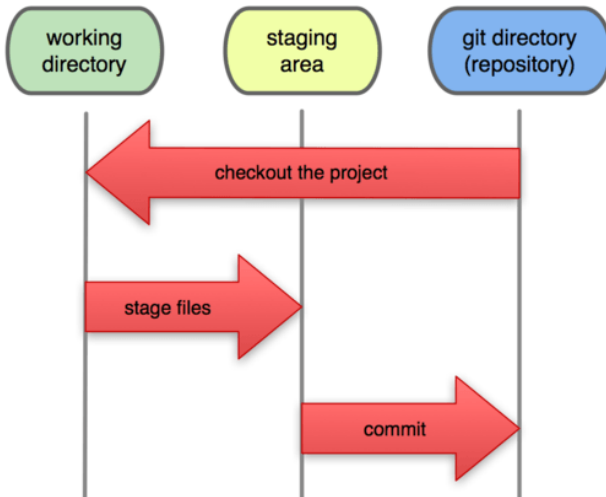 working
directory
staging
area
git directory
(repository)
checkout the project
stage files
commit